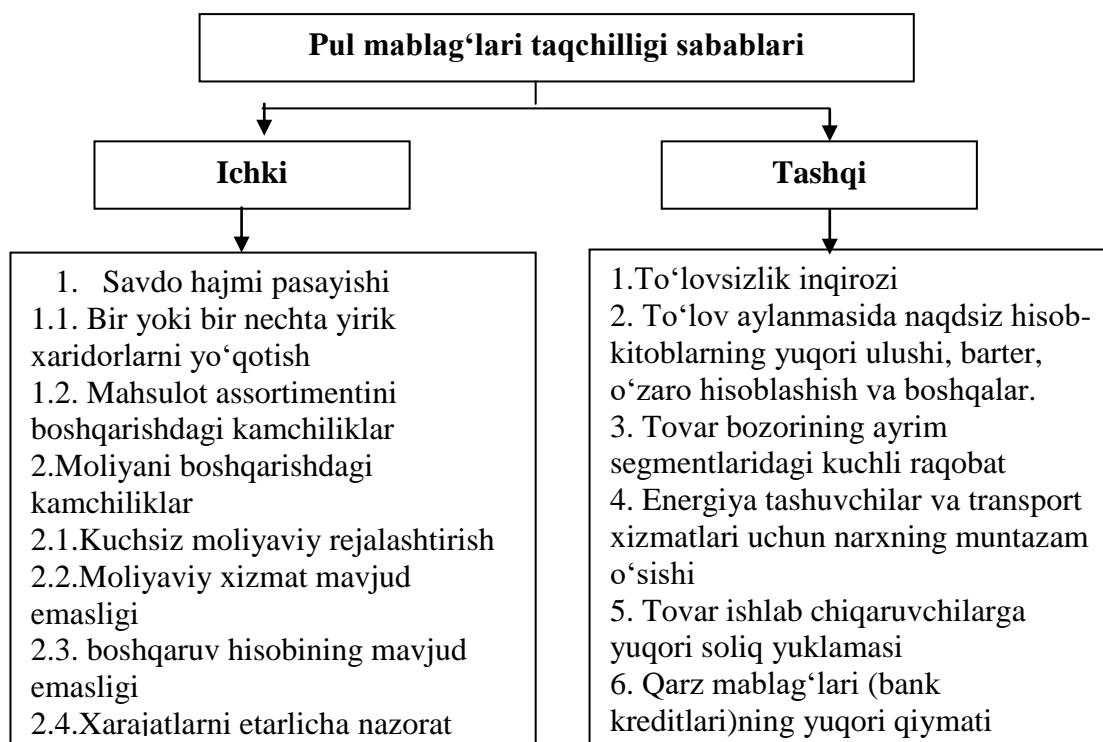 Pul mablag‘lari taqchilligi sabablari
Ichki
Tashqi
1. Savdo hajmi pasayishi
1.1. Bir yoki bir nechta yirik
xaridorlarni yo‘qotish
1.2. Mahsulot assortimentini
boshqarishdagi kamchiliklar
2.Moliyani boshqarishdagi
kamchiliklar
2.1.Kuchsiz moliyaviy rejalashtirish
2.2.Moliyaviy xizmat mavjud
emasligi
2.3. boshqaruv hisobining mavjud
emasligi
2.4.Xarajatlarni etarlicha nazorat
1.To‘lovsizlik inqirozi
2. To‘lov aylanmasida naqdsiz hisob-
kitoblarning yuqori ulushi, barter,
o‘zaro hisoblashish va boshqalar.
3. Tovar bozorining ayrim
segmentlaridagi kuchli raqobat
4. Energiya tashuvchilar va transport
xizmatlari uchun narxning muntazam
o‘sishi
5. Tovar ishlab chiqaruvchilarga
yuqori soliq yuklamasi
6. Qarz mablag‘lari (bank
kreditlari)ning yuqori qiymati